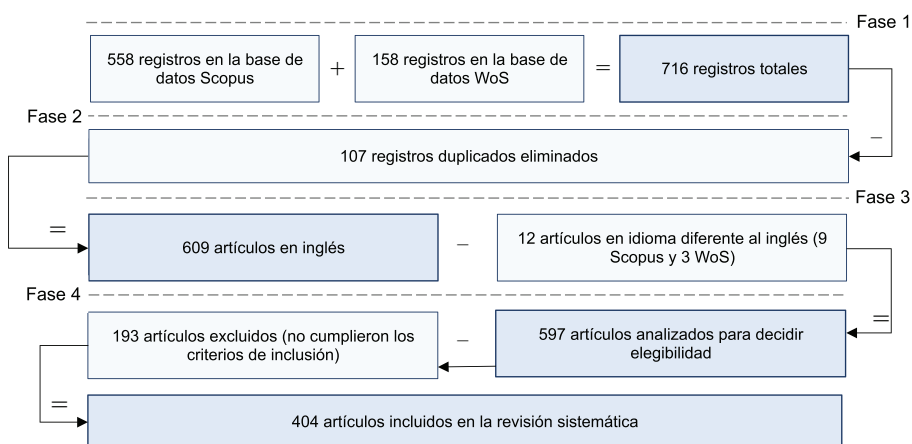 Fase 1
558 registros en la base de
datos Scopus
+
158 registros en la base de
datos WoS
=
716 registros totales
Fase 2
−
107 registros duplicados eliminados
Fase 3
=
609 artículos en inglés
−
12 artículos en idioma diferente al inglés (9
Scopus y 3 WoS)
Fase 4
=
193 artículos excluidos (no cumplieron los
criterios de inclusión)
−
597 artículos analizados para decidir
elegibilidad
=
404 artículos incluidos en la revisión sistemática